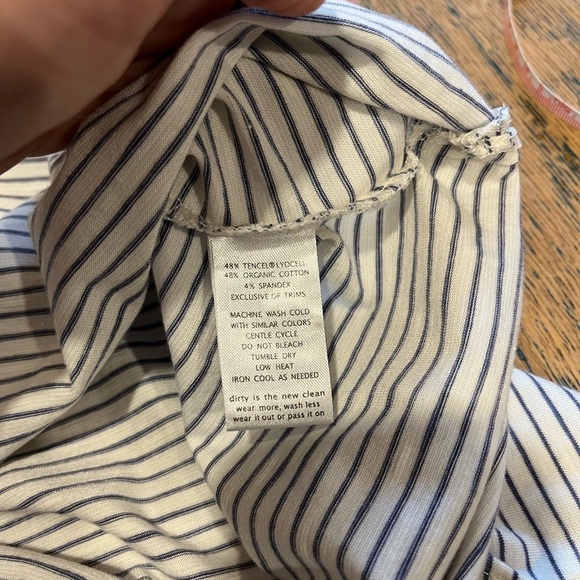 48% TENCEL®LYOCELL
48% ORGANIC COTTON
4% SPANDEX
EXCLUSIVE OF TRIMS
MACHINE WASH COLD
WITH SIMILAR COLORS
GENTLE CYCLE
DO NOT BLEACH
TUMBLE DRY
LOW HEAT
IRON COOL AS NEEDED
dirty is the new clean
wear more, wash less
wear it out or pass it on